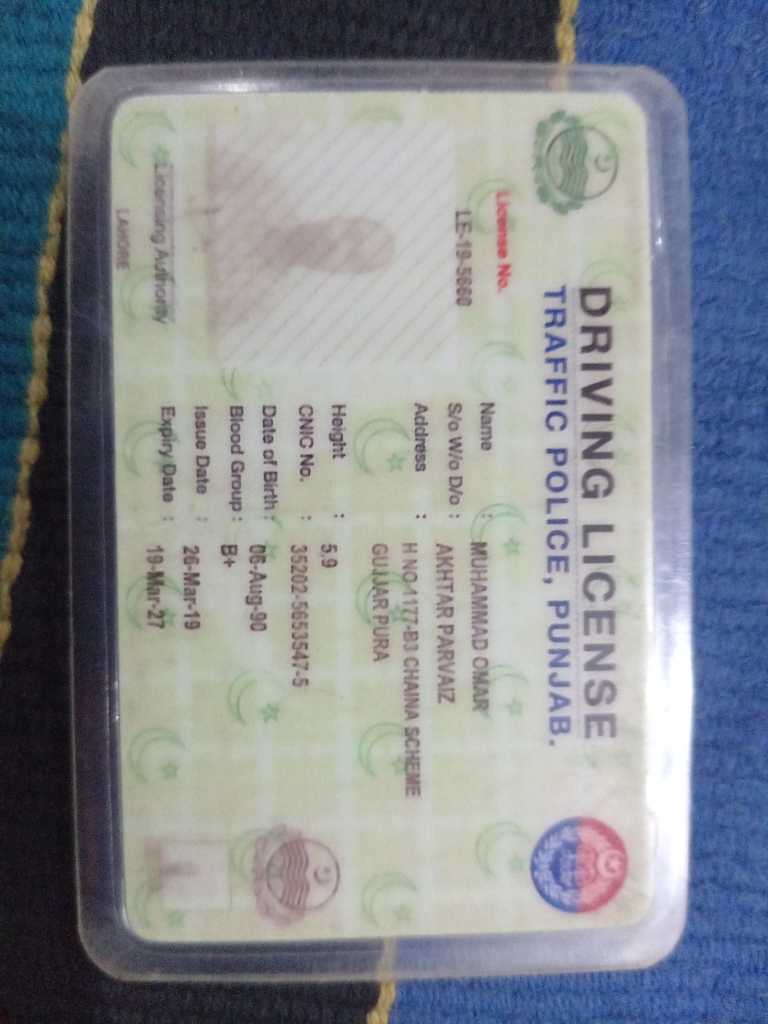 DRIVING LICENSE
TRAFFIC POLICE, PUNJAB.
License No.
LE-19-5660
Name : MUHAMMAD OMAR
S/o W/o D/o : AKHTAR PARVAIZ
Address : H NO 1177-B3 CHAINA SCHEME
GUJJAR PURA
Height : 5,9
CNIC No. : 35202-5653547-5
Date of Birth : 06-Aug-90
Blood Group : B+
Issue Date : 26-Mar-19
Expiry Date : 19-Mar-27
Licensing Authority
LAHORE